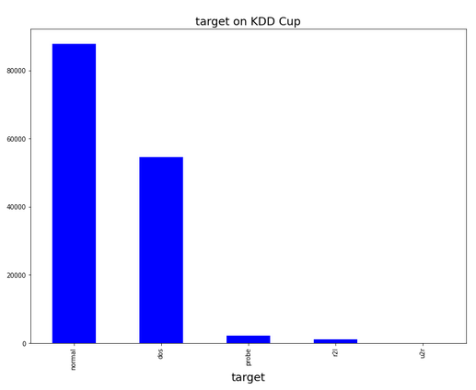 target on KDD Cup
80000
60000
40000
20000
0
normal
dos
probe
r2l
u2r
target